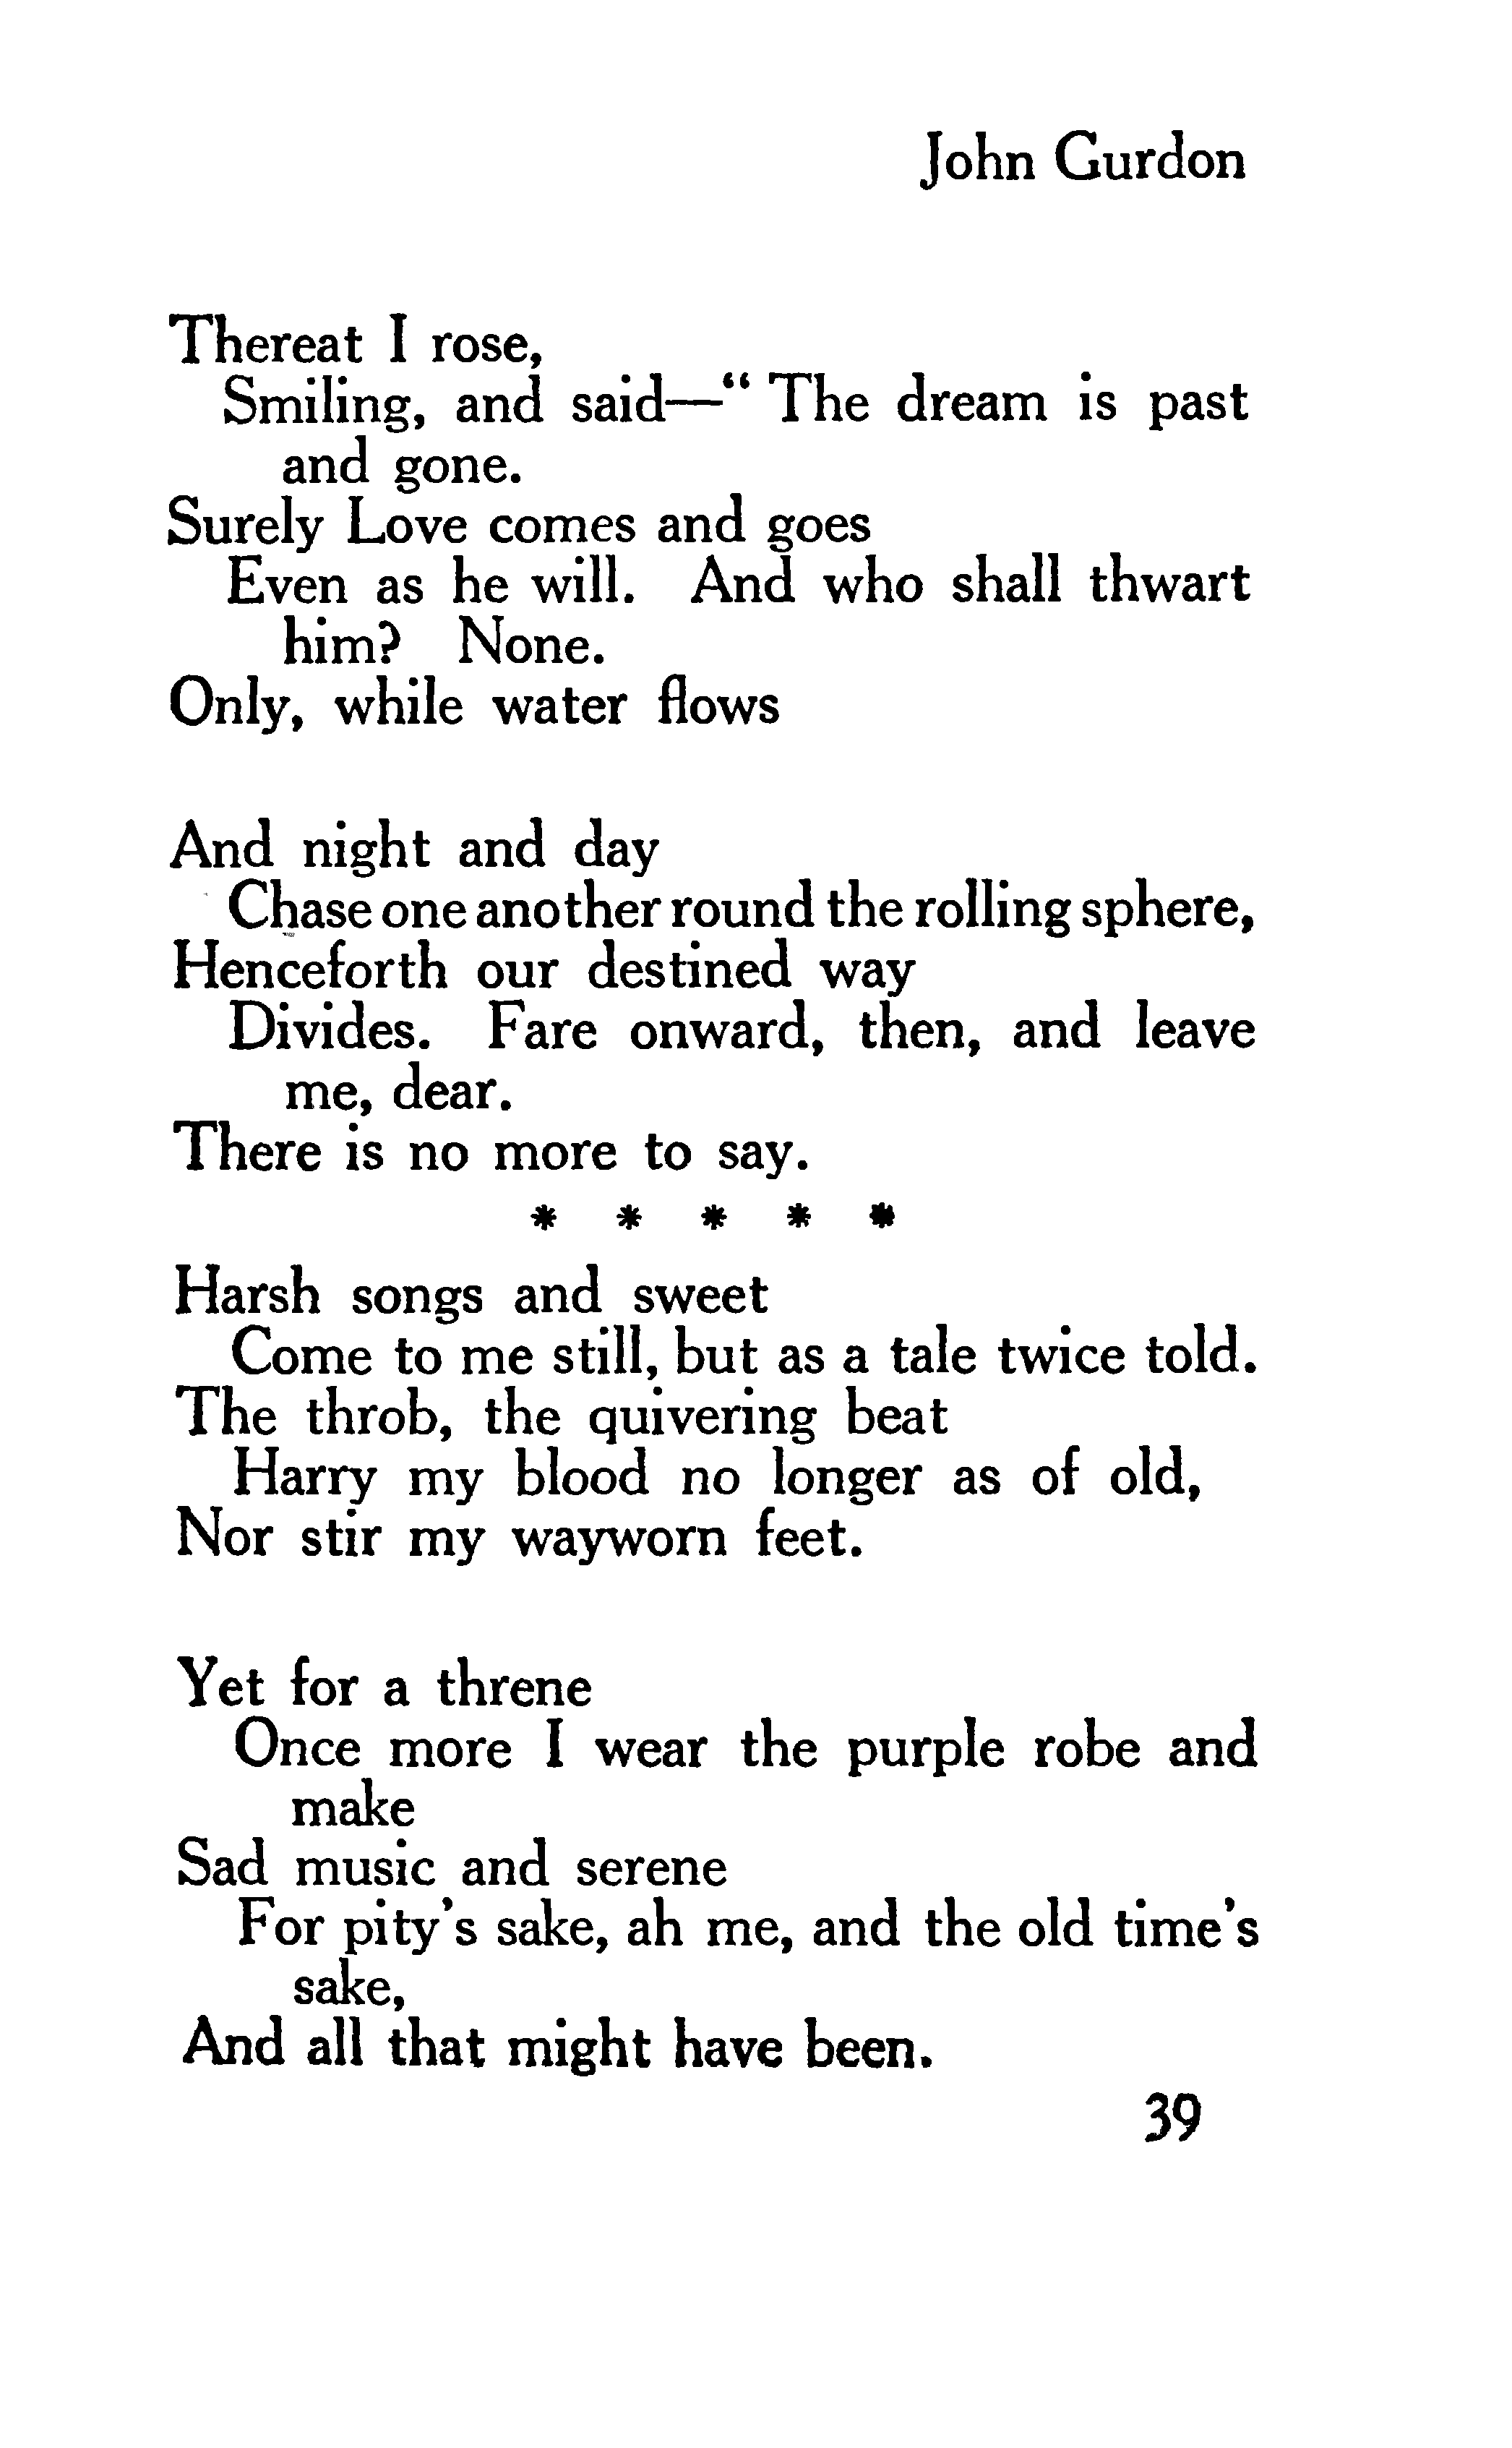 John Gurdon
Thereat I rose,
Smiling, and said—“ The dream is past
and gone.
Surely Love comes and goes
Even as he will. And who shall thwart
him? None.
Only, while water flows
And night and day
Chase one another round the rolling sphere,
Henceforth our destined way
Divides. Fare onward, then, and leave
me, dear.
There is no more to say.
* * * * *
Harsh songs and sweet
Come to me still, but as a tale twice told.
The throb, the quivering beat
Harry my blood no longer as of old,
Nor stir my wayworn feet.
Yet for a threne
Once more I wear the purple robe and
make
Sad music and serene
For pity's sake, ah me, and the old time's
sake,
And all that might have been.
39